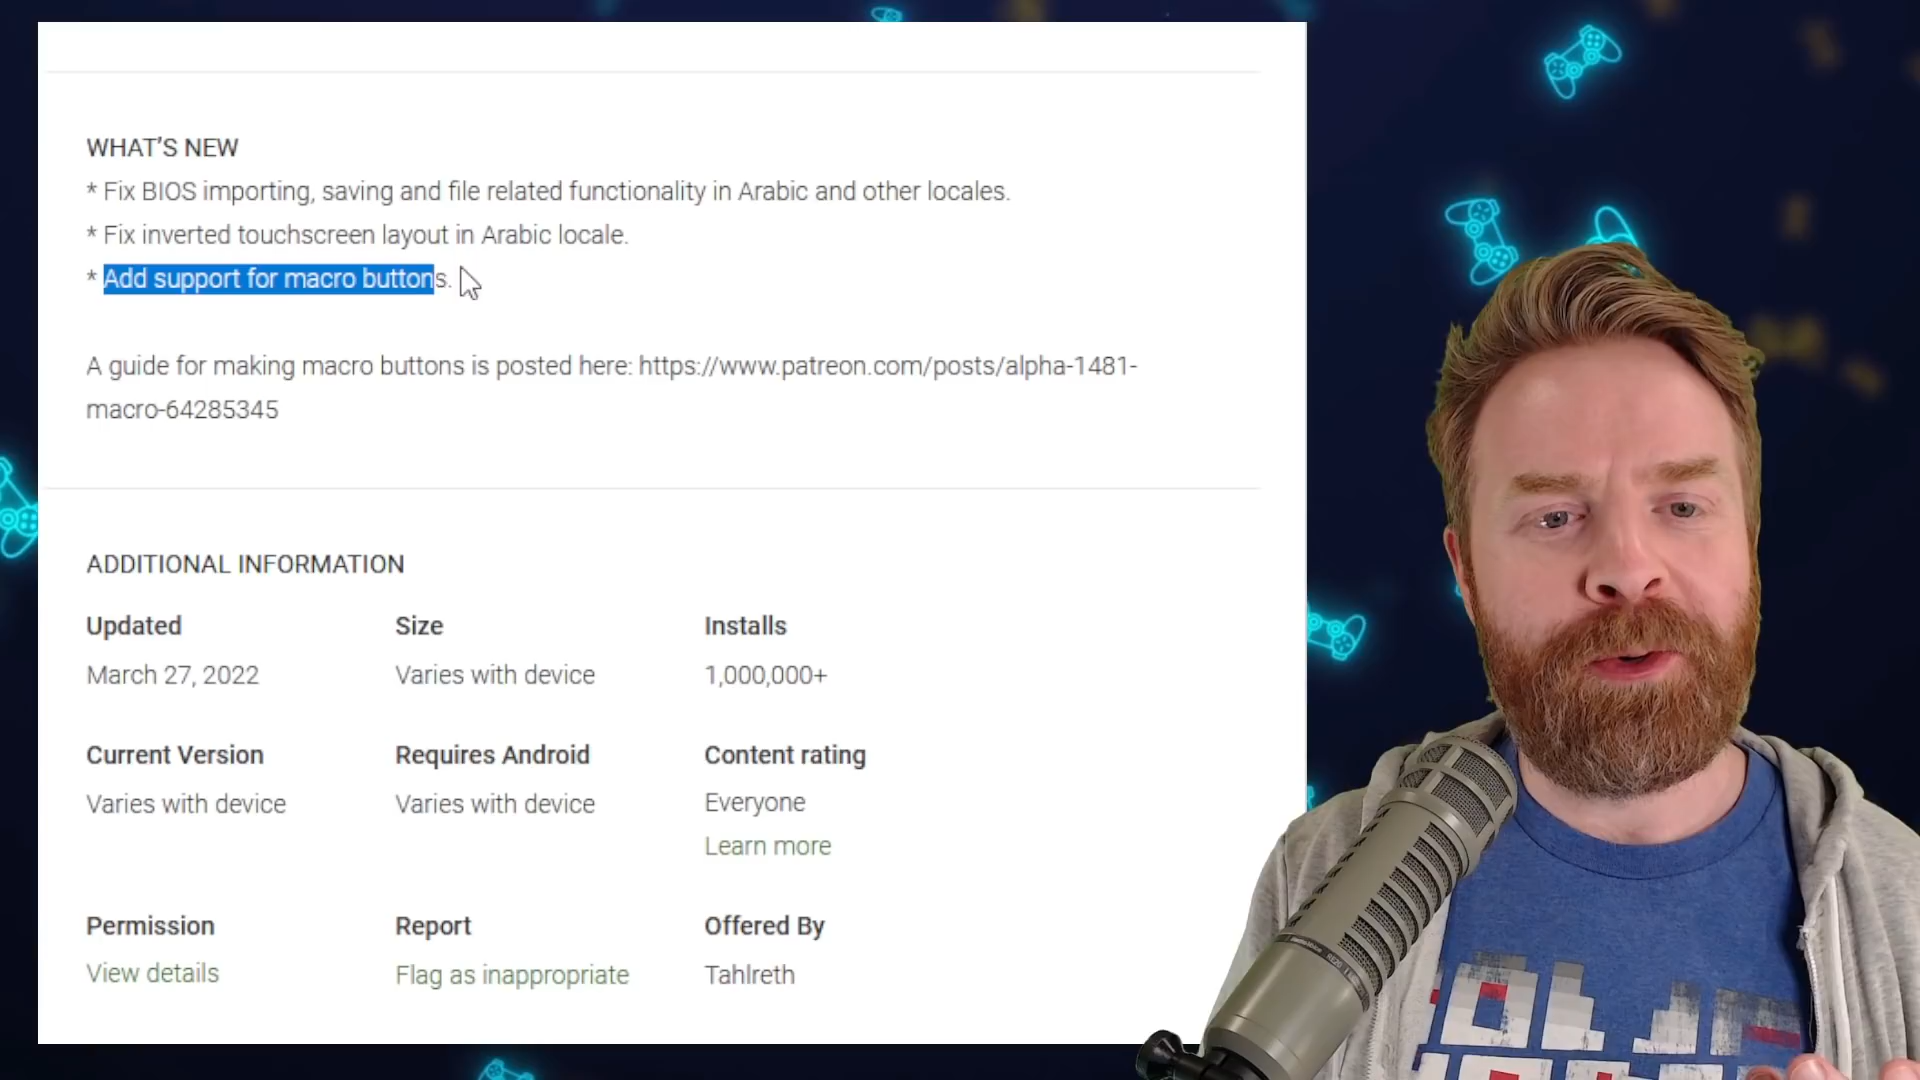 WHAT'S NEW
* Fix BIOS importing, saving and file related functionality in Arabic and other locales.
* Fix inverted touchscreen layout in Arabic locale.
* Add support for macro buttons.
A guide for making macro buttons is posted here: https://www.patreon.com/posts/alpha-1481-
macro-64285345
ADDITIONAL INFORMATION
Updated Size Installs
March 27, 2022 Varies with device 1,000,000+
Current Version Requires Android Content rating
Varies with device Varies with device Everyone
Learn more
Permission Report Offered By
View details Flag as inappropriate Tahlreth